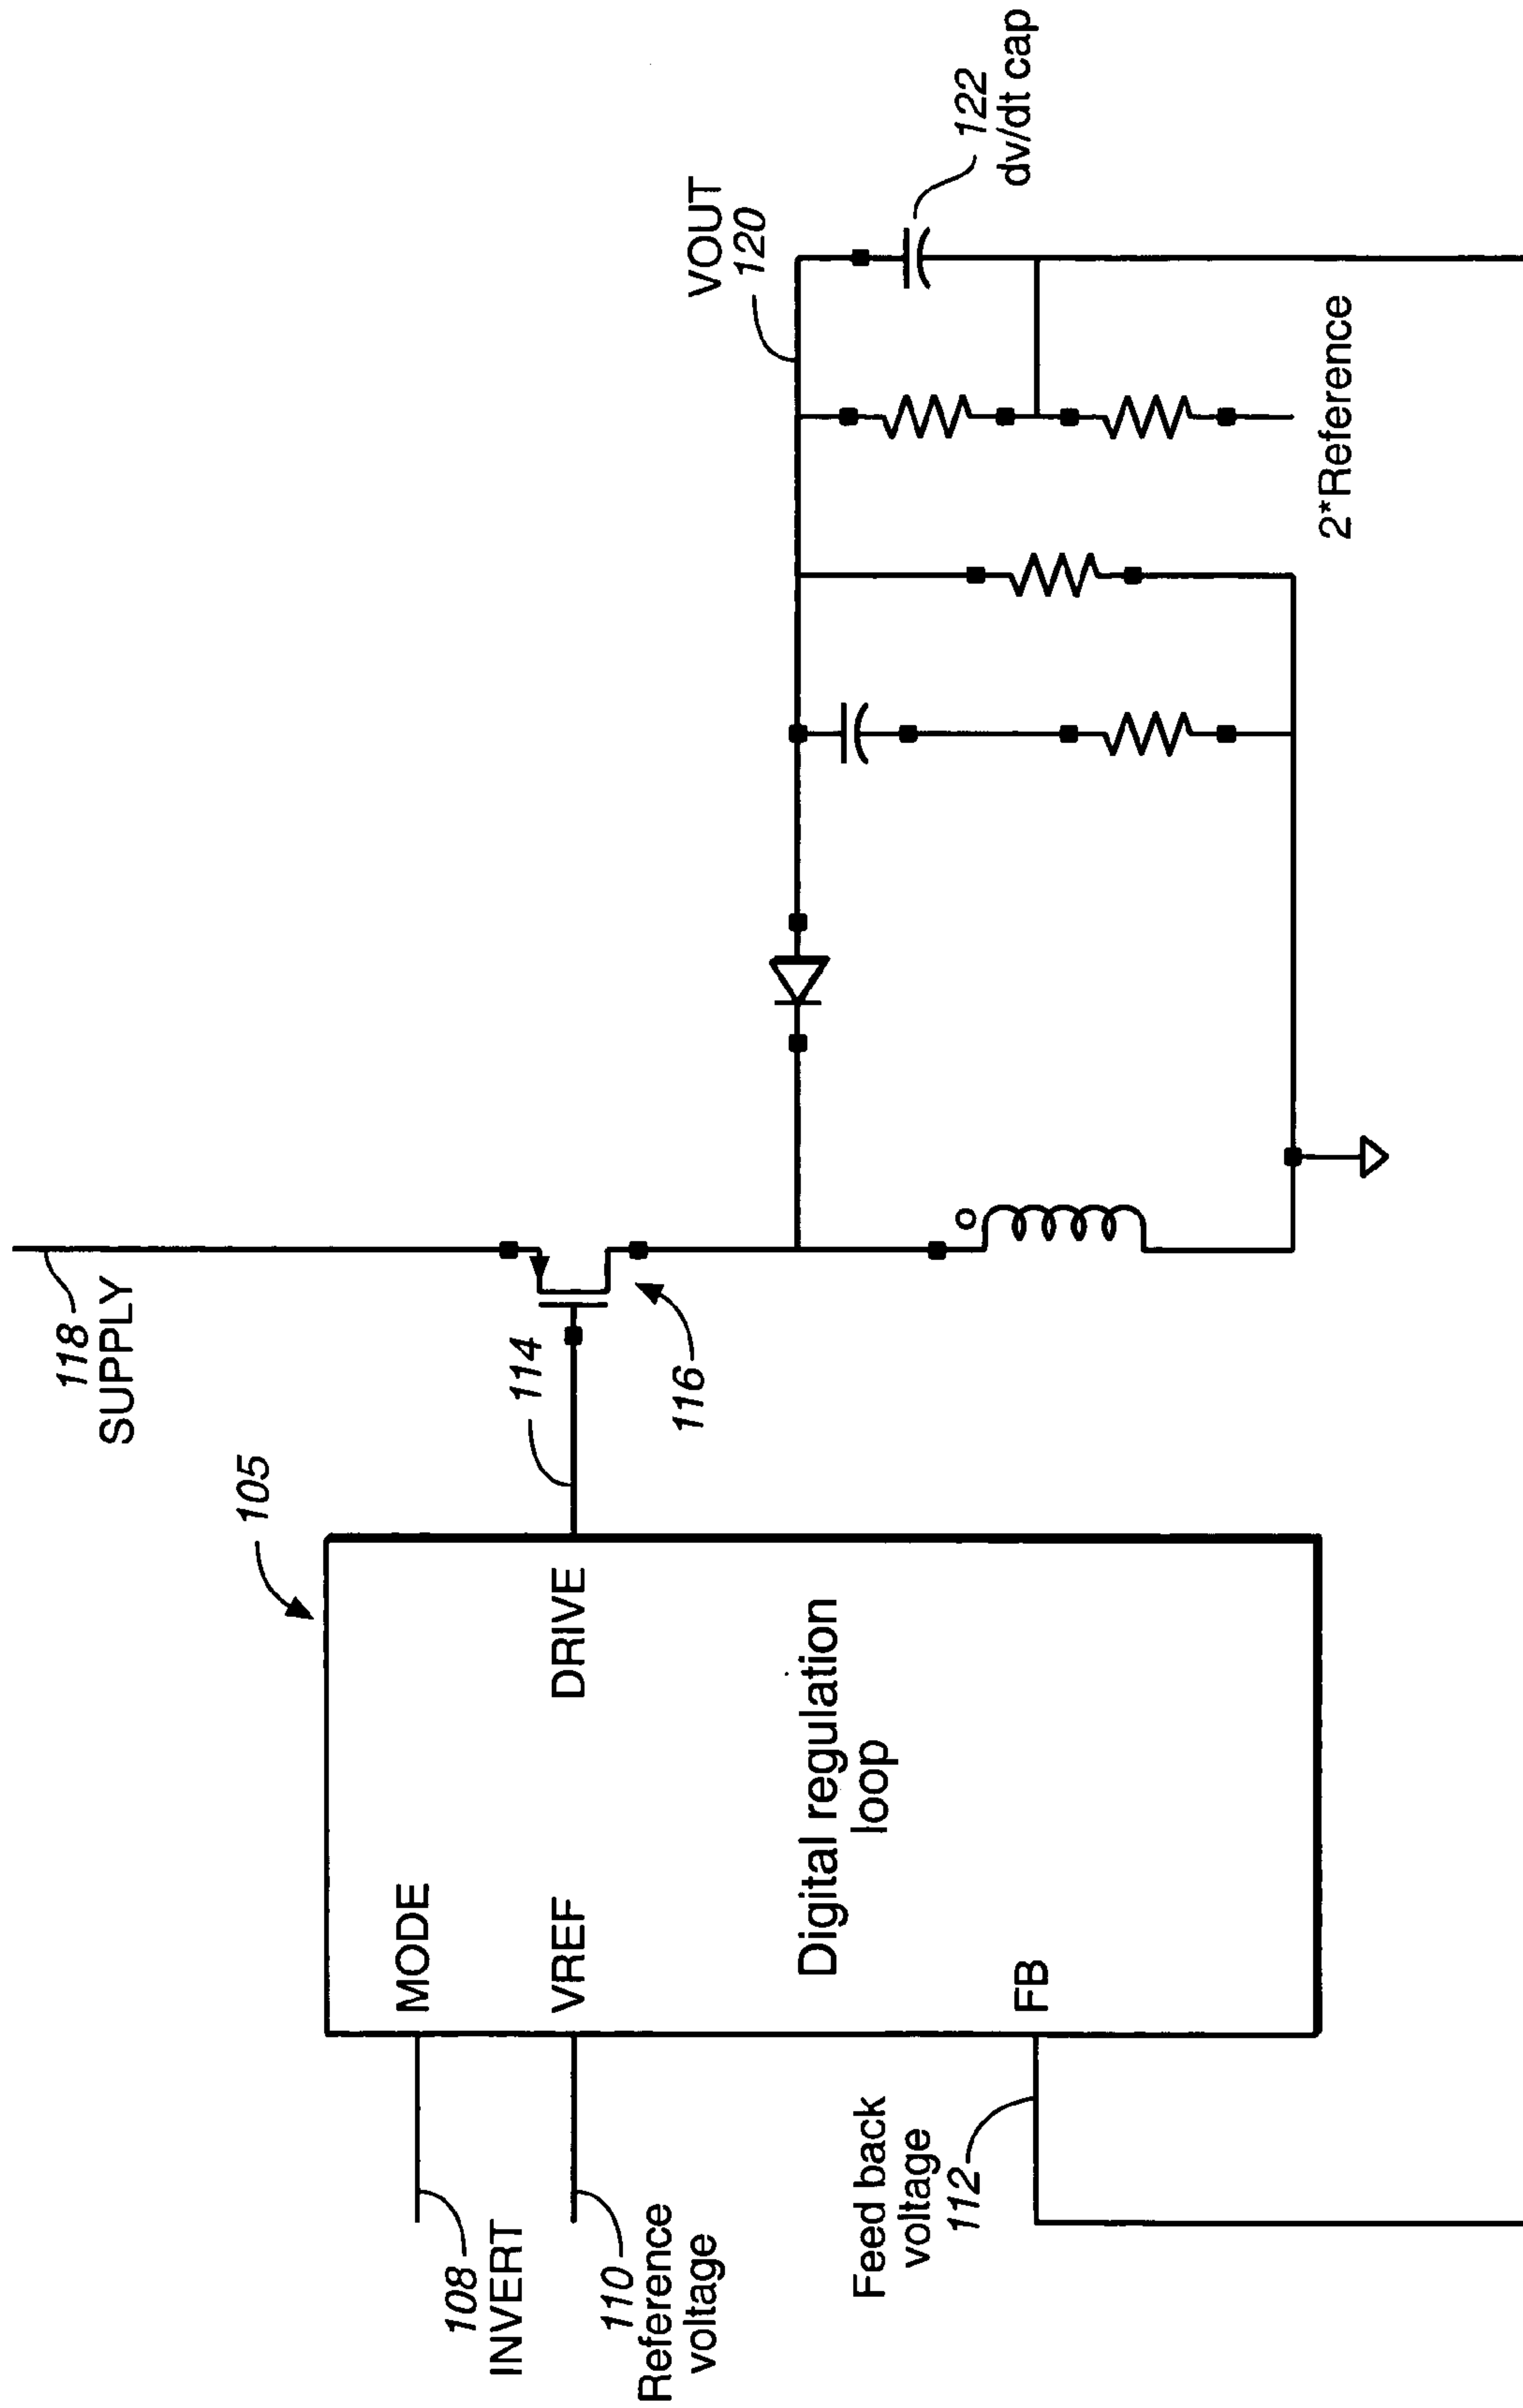 118
SUPPLY
105
114
116
VOUT
120
122
dv/dt cap
108
INVERT
MODE
110
Reference
voltage
VREF
DRIVE
Digital regulation
loop
Feed back
voltage
112
FB
2*Reference